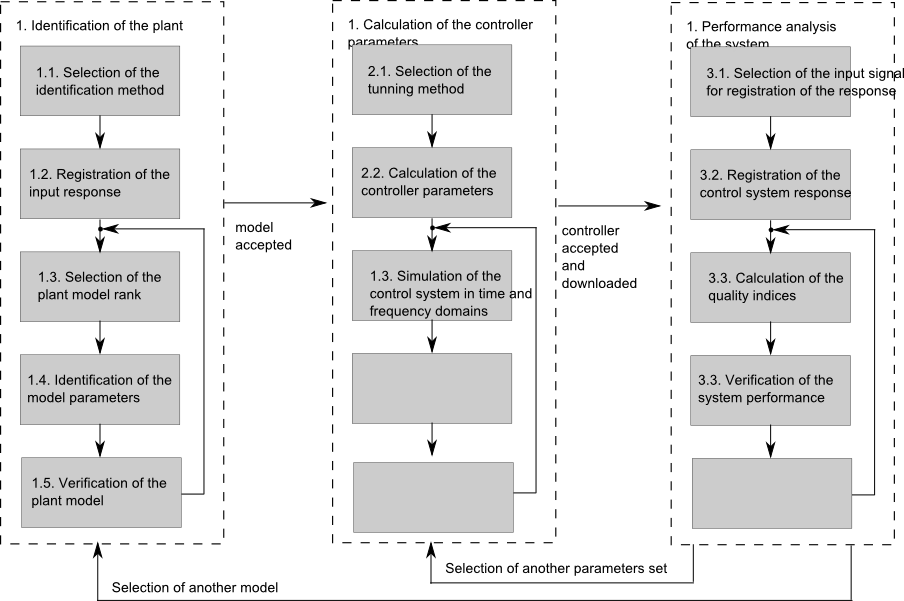 1. Identification of the plant
1.1. Selection of the
identification method
1.2. Registration of the
input response
1.3. Selection of the
plant model rank
1.4. Identification of the
model parameters
1.5. Verification of the
plant model
model
accepted
1. Calculation of the controller
parameters
2.1. Selection of the
tunning method
2.2. Calculation of the
controller parameters
1.3. Simulation of the
control system in time and
frequency domains
controller
accepted
and
downloaded
1. Performance analysis
of the system
3.1. Selection of the input signal
for registration of the response
3.2. Registration of the
control system response
3.3. Calculation of the
quality indices
3.3. Verification of the
system performance
Selection of another parameters set
Selection of another model